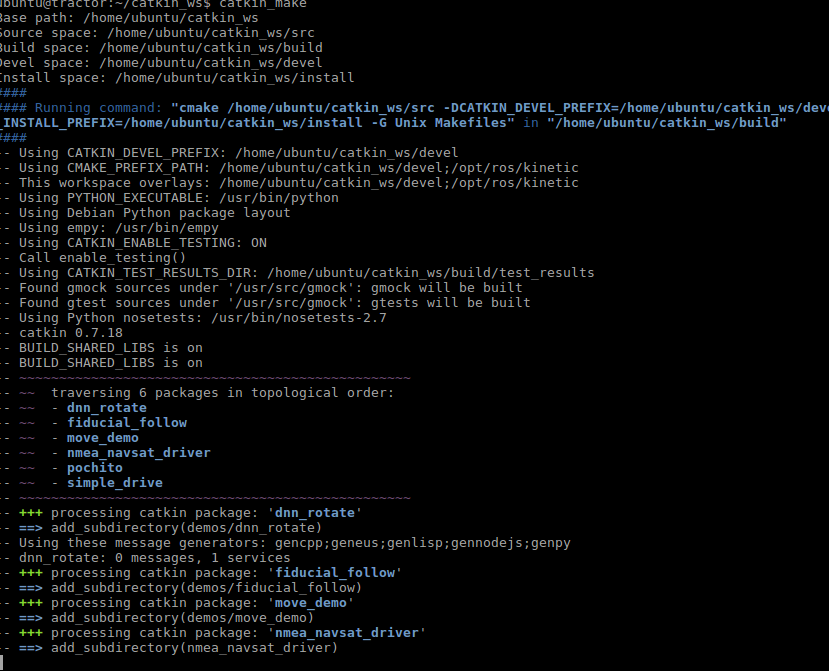 ubuntu@tractor:~/catkin_ws$ catkin_make
Base path: /home/ubuntu/catkin_ws
Source space: /home/ubuntu/catkin_ws/src
Build space: /home/ubuntu/catkin_ws/build
Devel space: /home/ubuntu/catkin_ws/devel
Install space: /home/ubuntu/catkin_ws/install
####
#### Running command: "cmake /home/ubuntu/catkin_ws/src -DCATKIN_DEVEL_PREFIX=/home/ubuntu/catkin_ws/deve
_INSTALL_PREFIX=/home/ubuntu/catkin_ws/install -G Unix Makefiles" in "/home/ubuntu/catkin_ws/build"
####
-- Using CATKIN_DEVEL_PREFIX: /home/ubuntu/catkin_ws/devel
-- Using CMAKE_PREFIX_PATH: /home/ubuntu/catkin_ws/devel;/opt/ros/kinetic
-- This workspace overlays: /home/ubuntu/catkin_ws/devel;/opt/ros/kinetic
-- Using PYTHON_EXECUTABLE: /usr/bin/python
-- Using Debian Python package layout
-- Using empy: /usr/bin/empy
-- Using CATKIN_ENABLE_TESTING: ON
-- Call enable_testing()
-- Using CATKIN_TEST_RESULTS_DIR: /home/ubuntu/catkin_ws/build/test_results
-- Found gmock sources under '/usr/src/gmock': gmock will be built
-- Found gtest sources under '/usr/src/gmock': gtests will be built
-- Using Python nosetests: /usr/bin/nosetests-2.7
-- catkin 0.7.18
-- BUILD_SHARED_LIBS is on
-- BUILD_SHARED_LIBS is on
-- ~~~~~~~~~~~~~~~~~~~~~~~~~~~~~~~~~~~~~~~~~~~~~~~~~
-- ~~  traversing 6 packages in topological order:
-- ~~  - dnn_rotate
-- ~~  - fiducial_follow
-- ~~  - move_demo
-- ~~  - nmea_navsat_driver
-- ~~  - pochito
-- ~~  - simple_drive
-- ~~~~~~~~~~~~~~~~~~~~~~~~~~~~~~~~~~~~~~~~~~~~~~~~~
-- +++ processing catkin package: 'dnn_rotate'
-- ==> add_subdirectory(demos/dnn_rotate)
-- Using these message generators: gencpp;geneus;genlisp;gennodejs;genpy
-- dnn_rotate: 0 messages, 1 services
-- +++ processing catkin package: 'fiducial_follow'
-- ==> add_subdirectory(demos/fiducial_follow)
-- +++ processing catkin package: 'move_demo'
-- ==> add_subdirectory(demos/move_demo)
-- +++ processing catkin package: 'nmea_navsat_driver'
-- ==> add_subdirectory(nmea_navsat_driver)